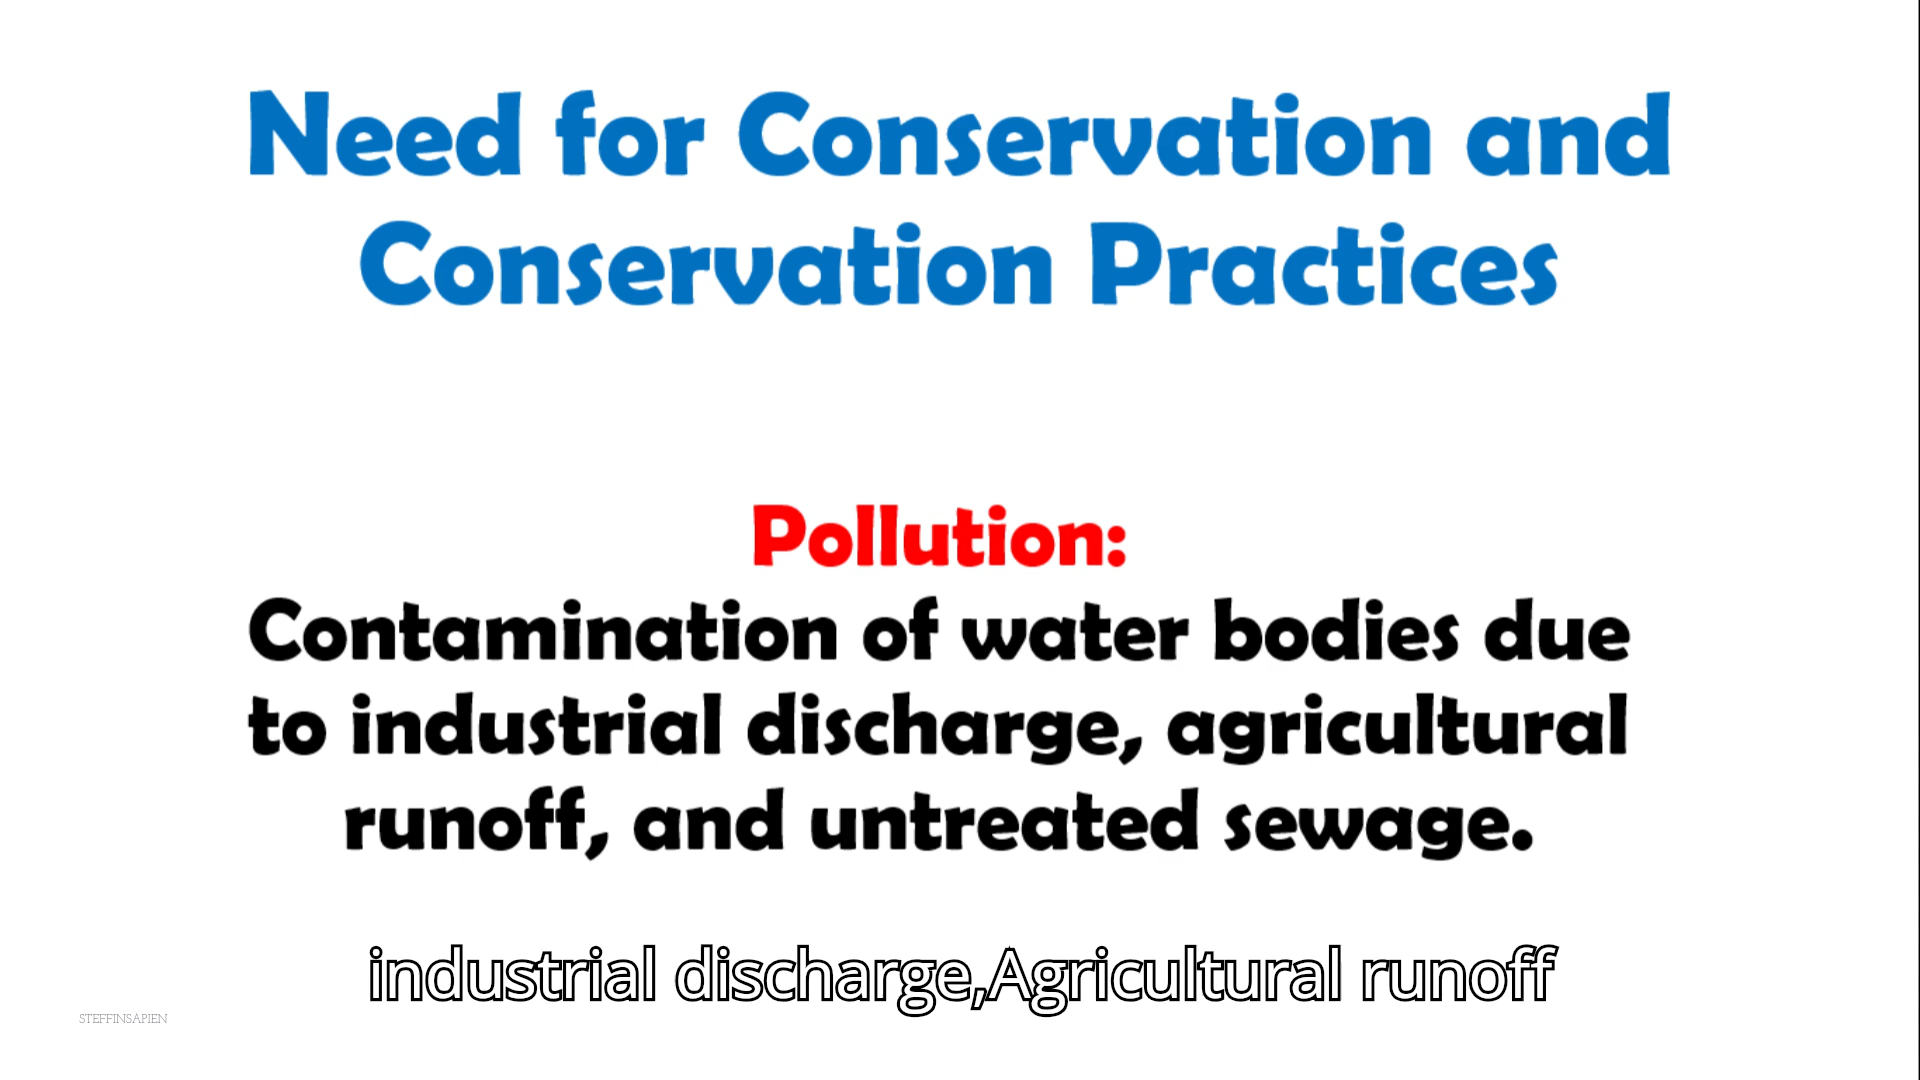 Need for Conservation and
Conservation Practices
Pollution:
Contamination of water bodies due
to industrial discharge, agricultural
runoff, and untreated sewage.
industrial discharge,Agricultural runoff
STEFFINSAPIEN